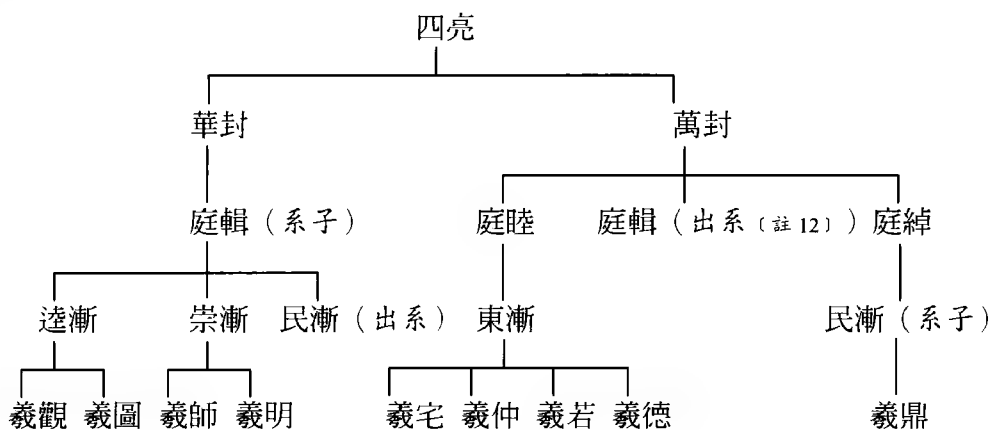 四亮
華封 萬封
庭輯（系子） 庭睦 庭輯（出系〔註12〕）庭綽
逵漸 崇漸 民漸（出系） 東漸 民漸（系子）
羲觀 羲圖 羲師 羲明 羲宅 羲仲 羲若 羲德 羲鼎